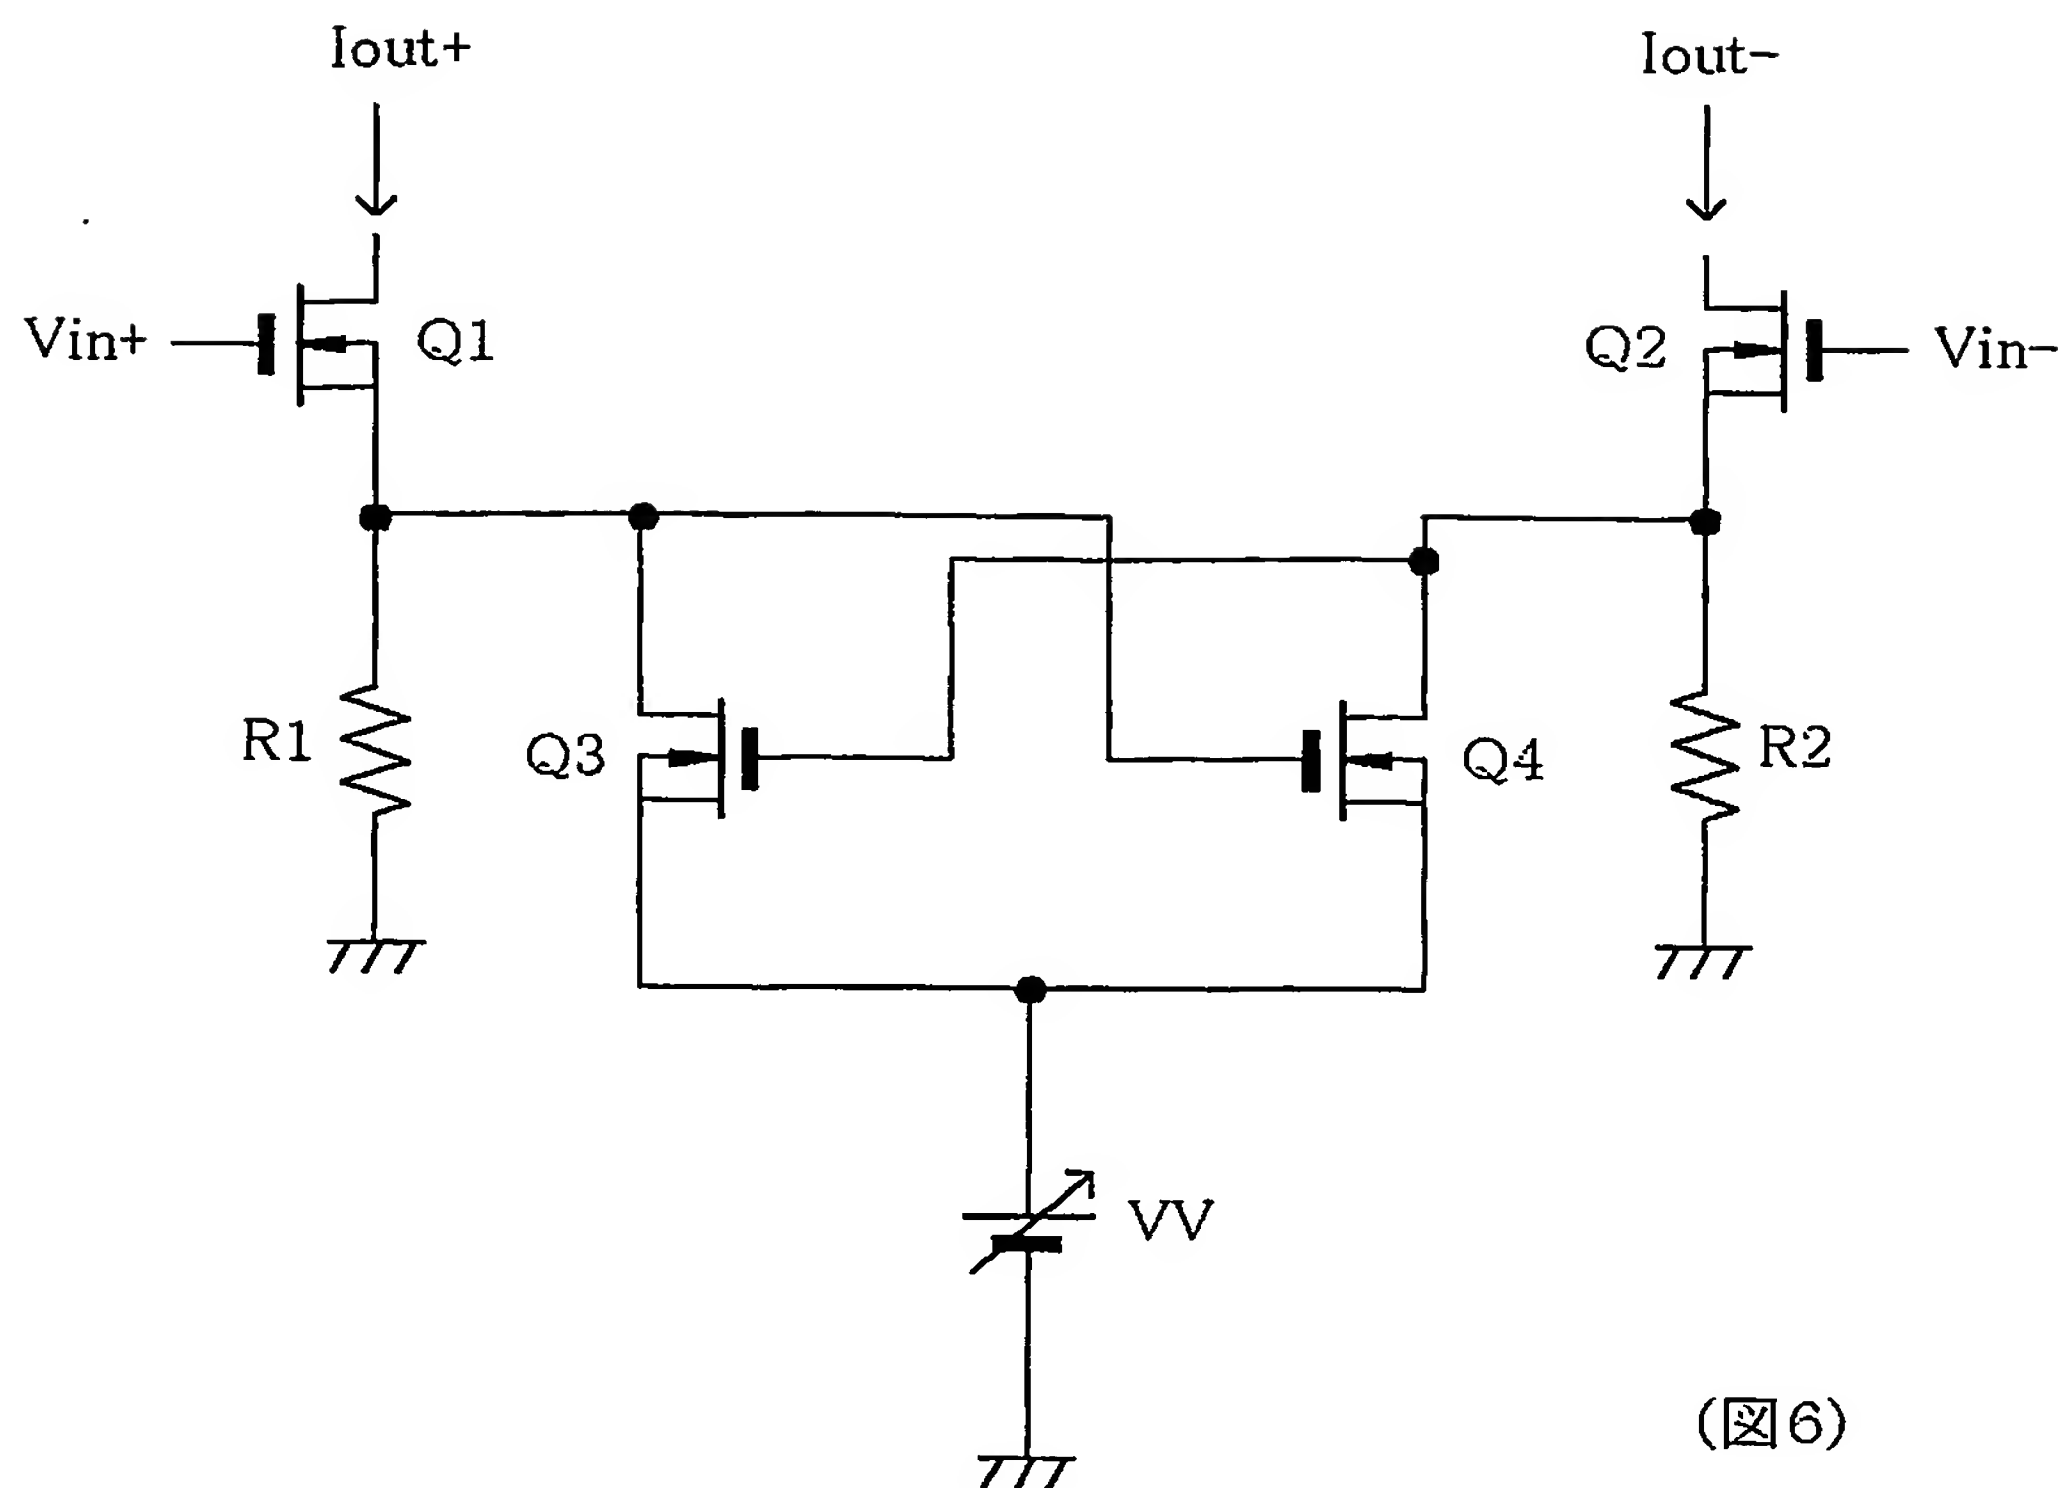 Iout+
Iout-
Vin+
Q1
Q2
Vin-
R1
Q3
Q4
R2
VV
(図6)